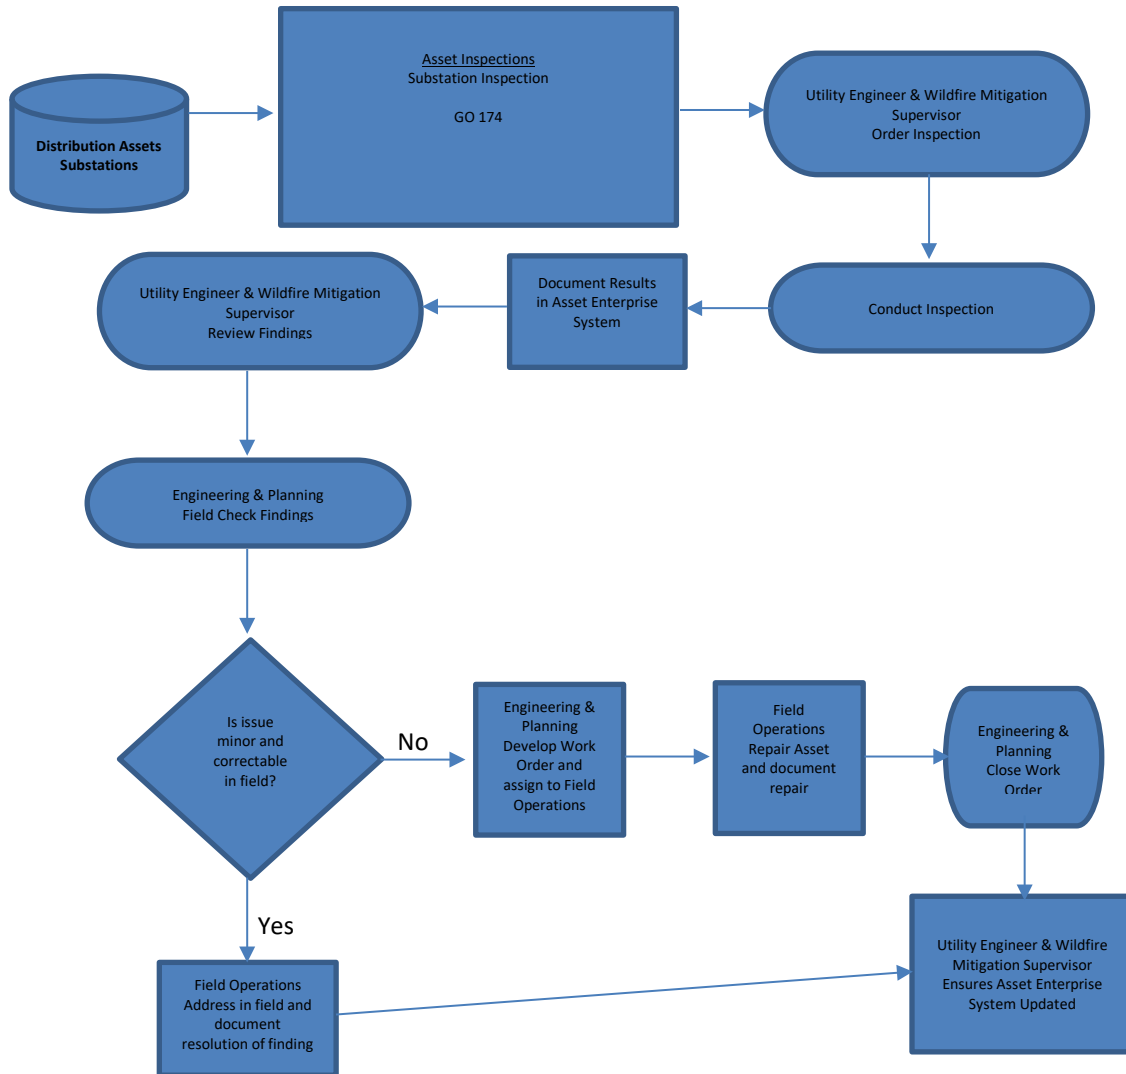 Asset Inspections
Substation Inspection
GO 174
Distribution Assets
Substations
Utility Engineer & Wildfire Mitigation
Supervisor
Order Inspection
Conduct Inspection
Document Results
in Asset Enterprise
System
Utility Engineer & Wildfire Mitigation
Supervisor
Review Findings
Engineering & Planning
Field Check Findings
Is issue
minor and
correctable
in field?
No
Engineering &
Planning
Develop Work
Order and
assign to Field
Operations
Field
Operations
Repair Asset
and document
repair
Engineering &
Planning
Close Work
Order
Yes
Field Operations
Address in field and
document
resolution of finding
Utility Engineer & Wildfire
Mitigation Supervisor
Ensures Asset Enterprise
System Updated